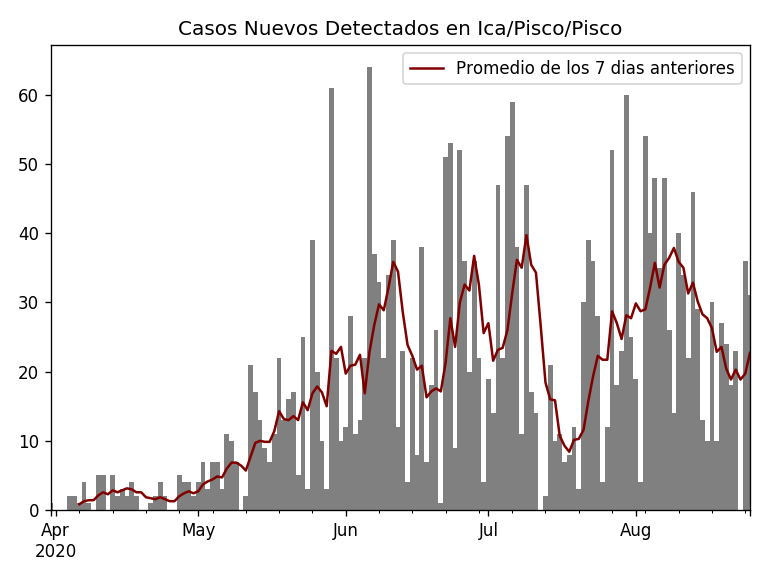 Casos Nuevos Detectados en Ica/Pisco/Pisco
Promedio de los 7 dias anteriores
60
50
40
30
20
10
0
Apr May Jun Jul Aug
2020